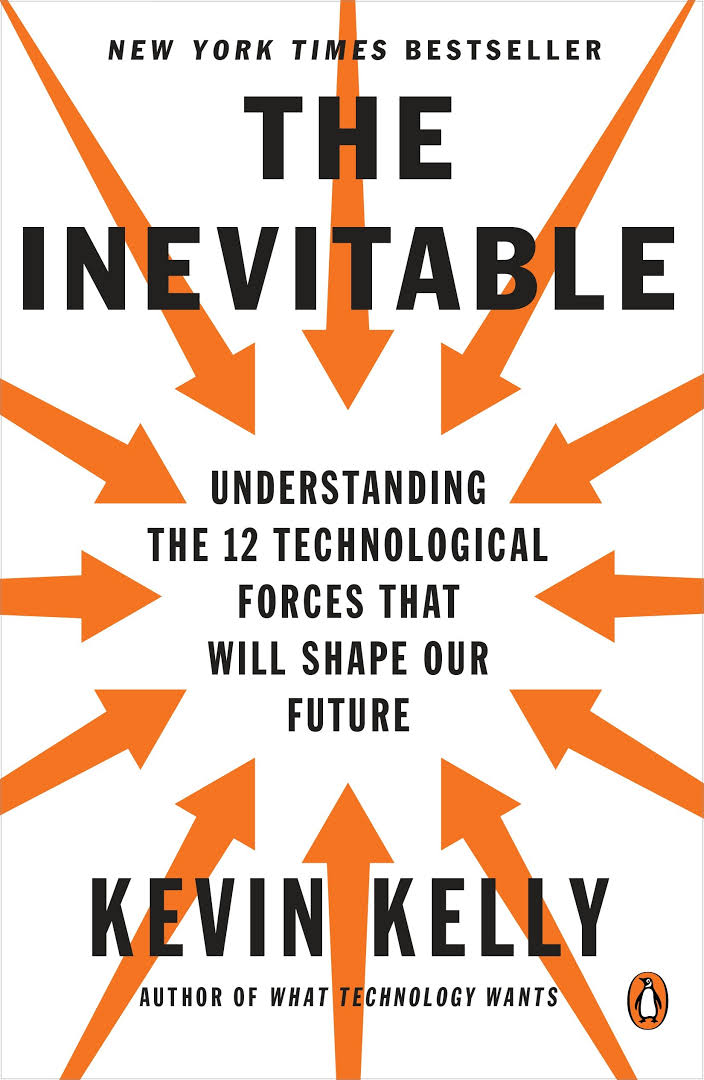 NEW YORK TIMES BESTSELLER
THE
INEVITABLE
UNDERSTANDING
THE 12 TECHNOLOGICAL
FORCES THAT
WILL SHAPE OUR
FUTURE
KEVIN KELLY
AUTHOR OF WHAT TECHNOLOGY WANTS